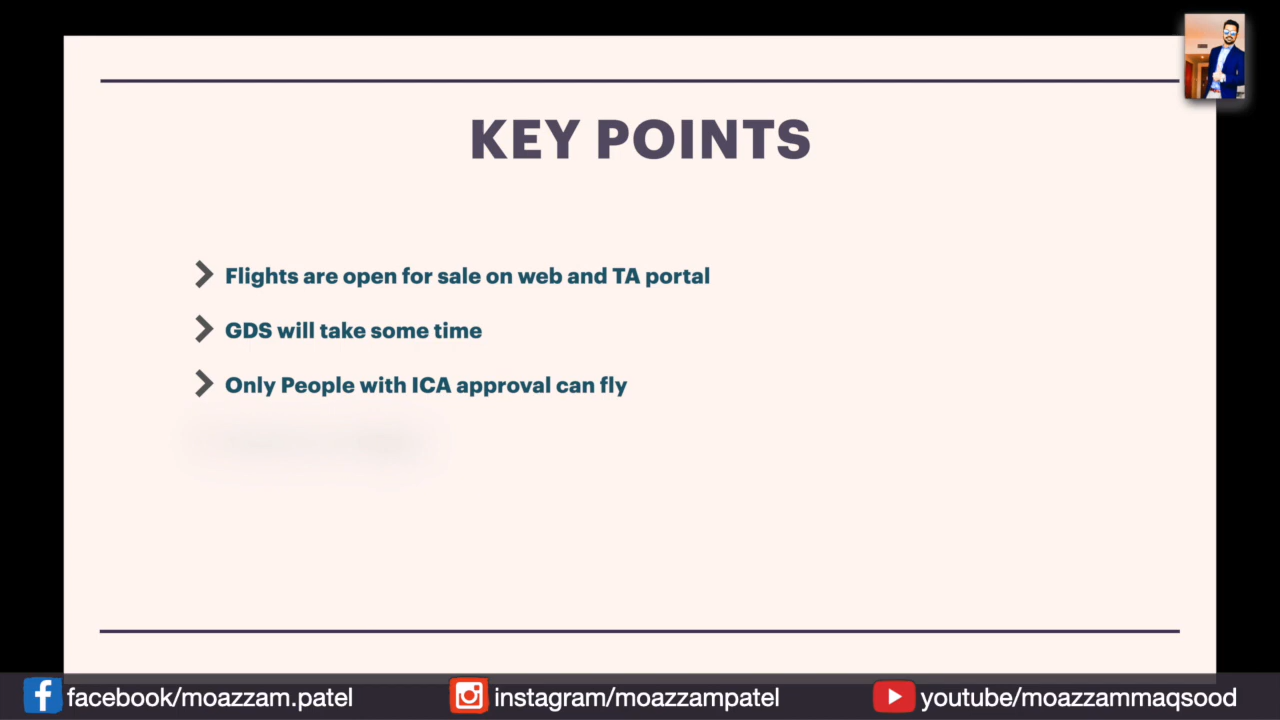 KEY POINTS
Flights are open for sale on web and TA portal
GDS will take some time
Only People with ICA approval can fly
facebook/moazzam.patel
instagram/moazzampatel
youtube/moazzammaqsood